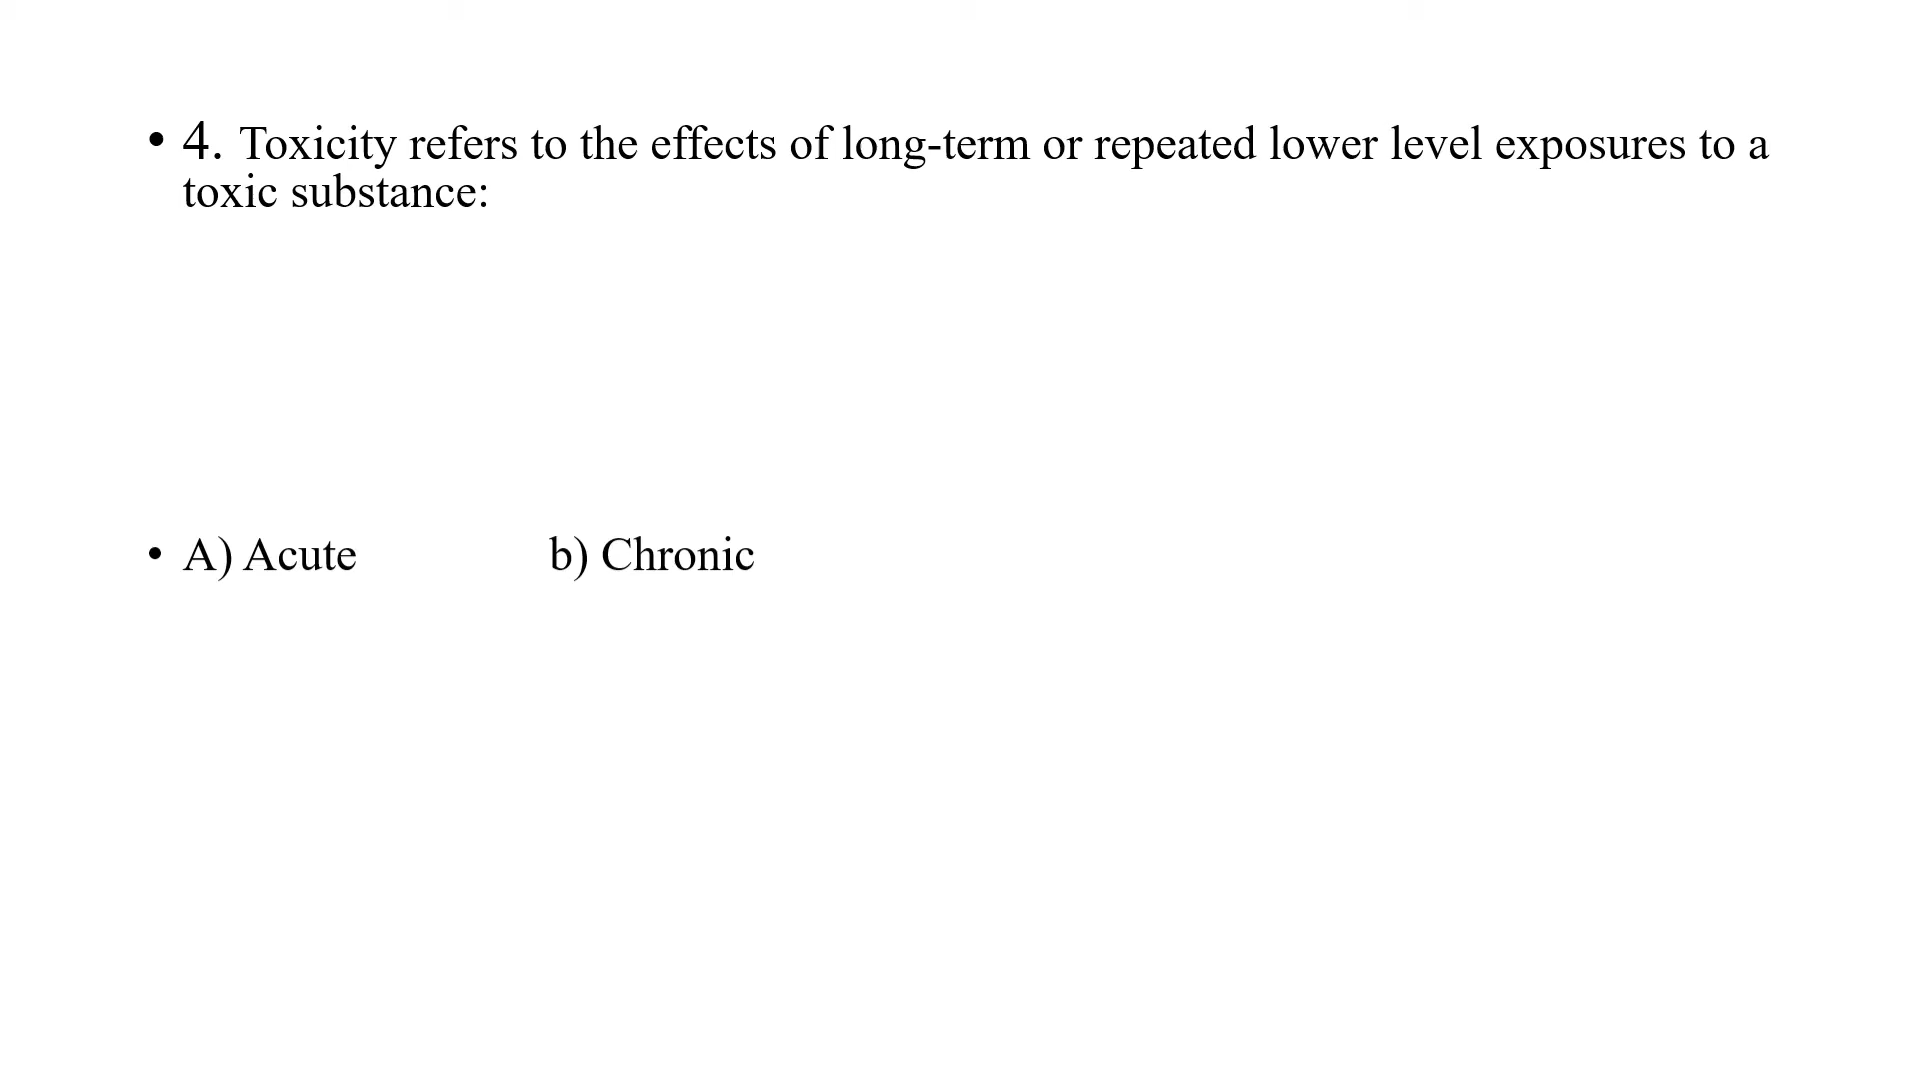 • 4. Toxicity refers to the effects of long-term or repeated lower level exposures to a
toxic substance:
• A) Acute b) Chronic